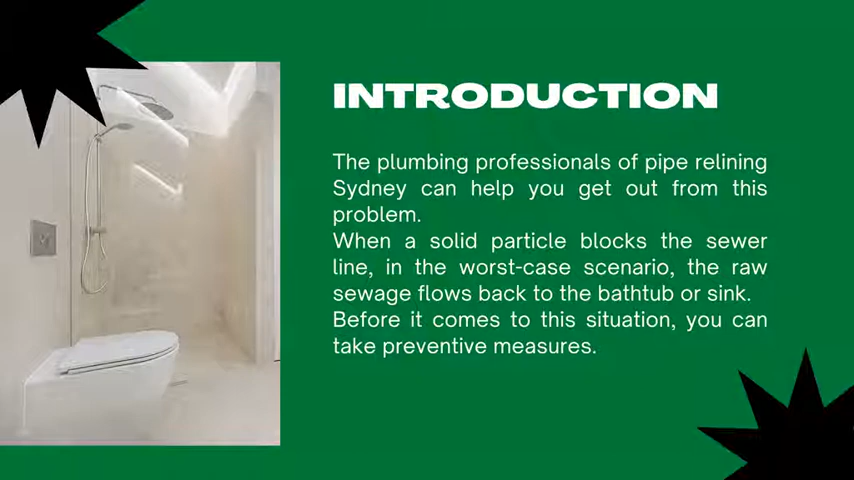 INTRODUCTION
The plumbing professionals of pipe relining
Sydney can help you get out from this
problem.
When a solid particle blocks the sewer
line, in the worst-case scenario, the raw
sewage flows back to the bathtub or sink.
Before it comes to this situation, you can
take preventive measures.